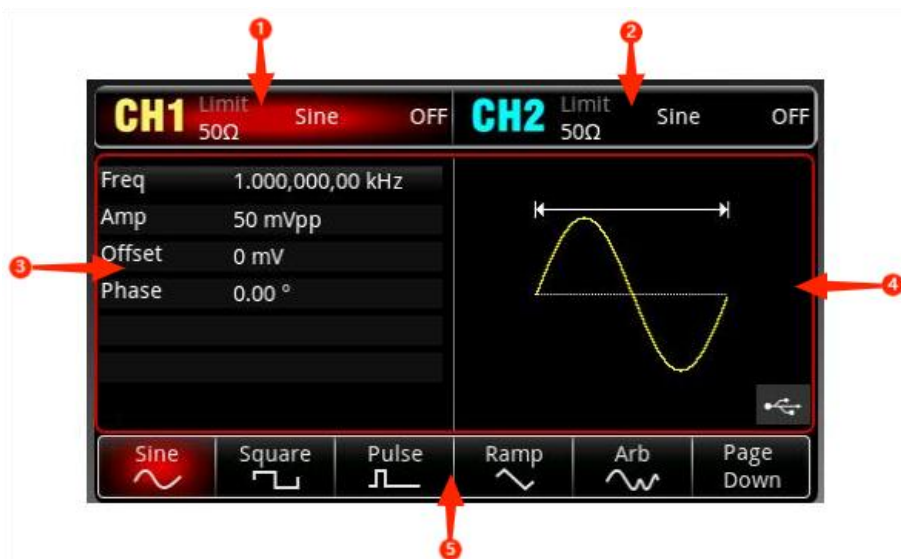 1
2
CH1 Limit 50Ω Sine OFF
CH2 Limit 50Ω Sine OFF
Freq 1.000,000,00 kHz
Amp 50 mVpp
3
Offset 0 mV
4
Phase 0.00 °
Sine Square Pulse Ramp Arb Page Down
5